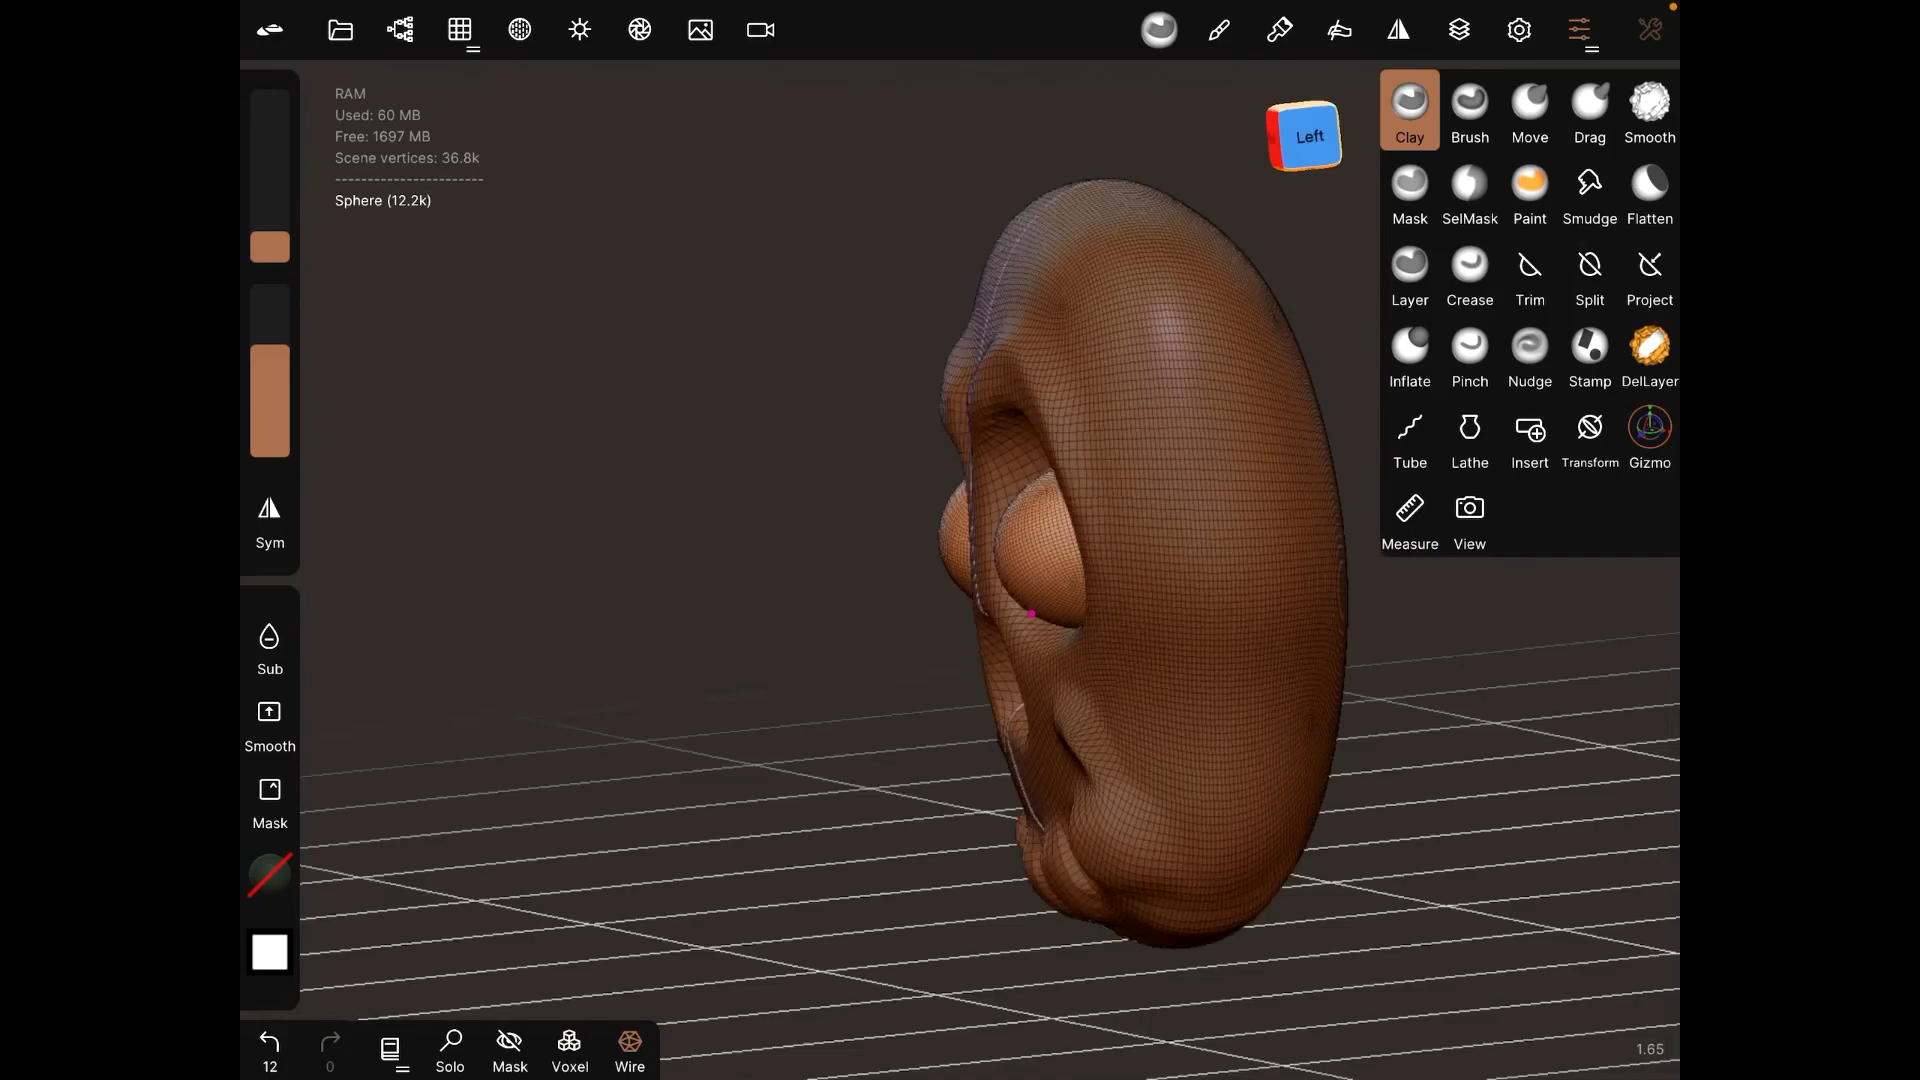 RAM
Used: 60 MB
Free: 1697 MB
Scene vertices: 36.8k
-----------------------
Sphere (12.2k)
Left
Clay Brush Move Drag Smooth
Mask SelMask Paint Smudge Flatten
Layer Crease Trim Split Project
Inflate Pinch Nudge Stamp DelLayer
Tube Lathe Insert Transform Gizmo
Measure View
Sym
Sub
Smooth
Mask
12 0 Solo Mask Voxel Wire
1.65